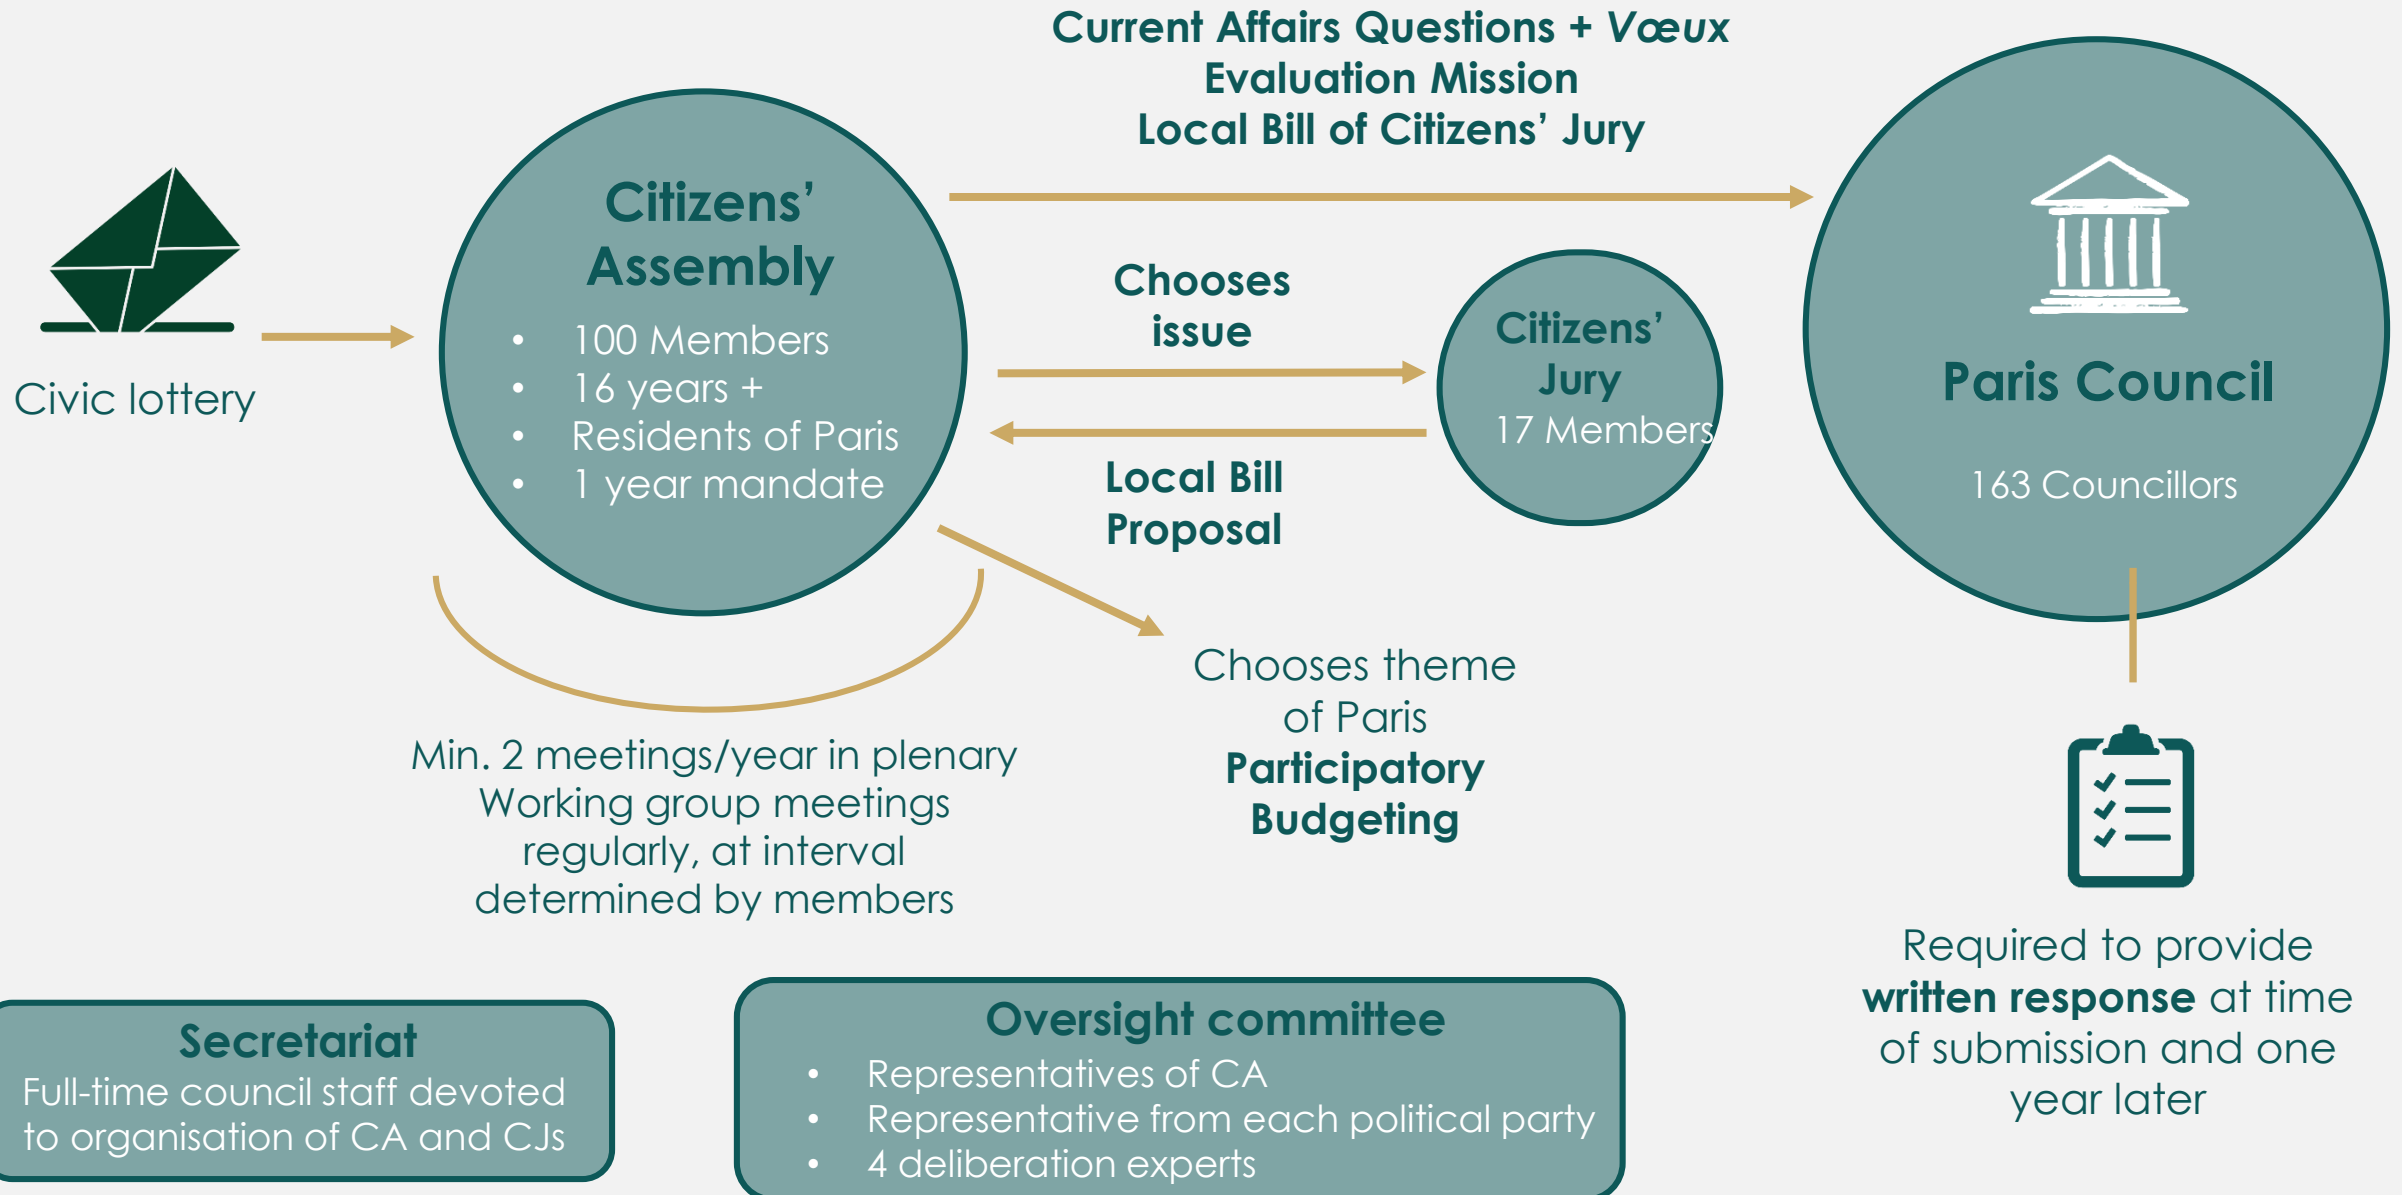 Current Affairs Questions + Vœux
Evaluation Mission
Local Bill of Citizens’ Jury
Civic lottery
Citizens’
Assembly
• 100 Members
• 16 years +
• Residents of Paris
• 1 year mandate
Chooses
issue
Citizens’
Jury
17 Members
Local Bill
Proposal
Paris Council
163 Councillors
Min. 2 meetings/year in plenary
Working group meetings
regularly, at interval
determined by members
Chooses theme
of Paris
Participatory
Budgeting
Required to provide
written response at time
of submission and one
year later
Secretariat
Full-time council staff devoted
to organisation of CA and CJs
Oversight committee
• Representatives of CA
• Representative from each political party
• 4 deliberation experts